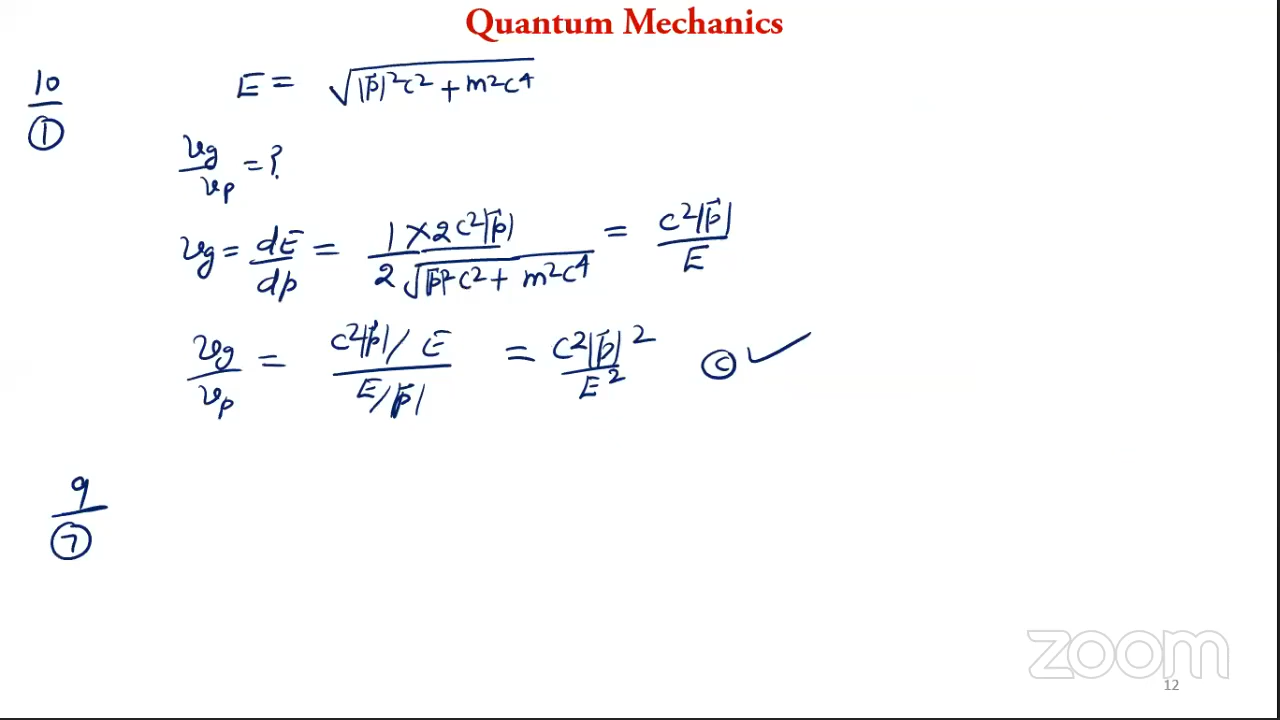 Quantum Mechanics
10/① E = √(|p⃗|²c² + m²c⁴)
vg/vp = ?
vg = dE/dp = 1 × 2c²|p⃗| / 2√(|p⃗|²c² + m²c⁴) = c²|p⃗|/E
vg/vp = (c²|p⃗|/E)/(E/|p⃗|) = c²|p⃗|²/E² ⓒ ✓
9/⑦
zoom
12